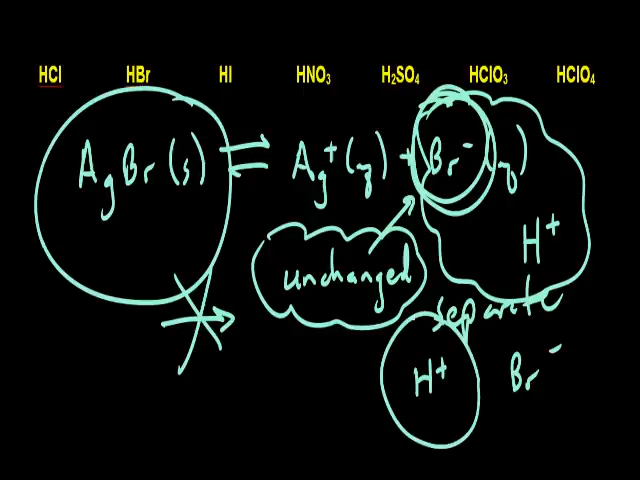 HCl HBr HI HNO₃ H₂SO₄ HClO₃ HClO₄
AgBr(s) ⇌ Ag⁺(aq) + Br⁻(aq)
H⁺
unchanged
separate
H⁺ Br⁻